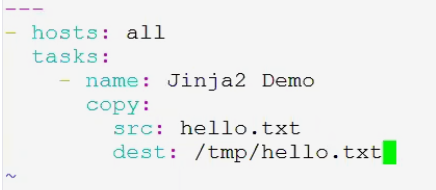 ---
- hosts: all
  tasks:
    - name: Jinja2 Demo
      copy:
        src: hello.txt
        dest: /tmp/hello.txt
~